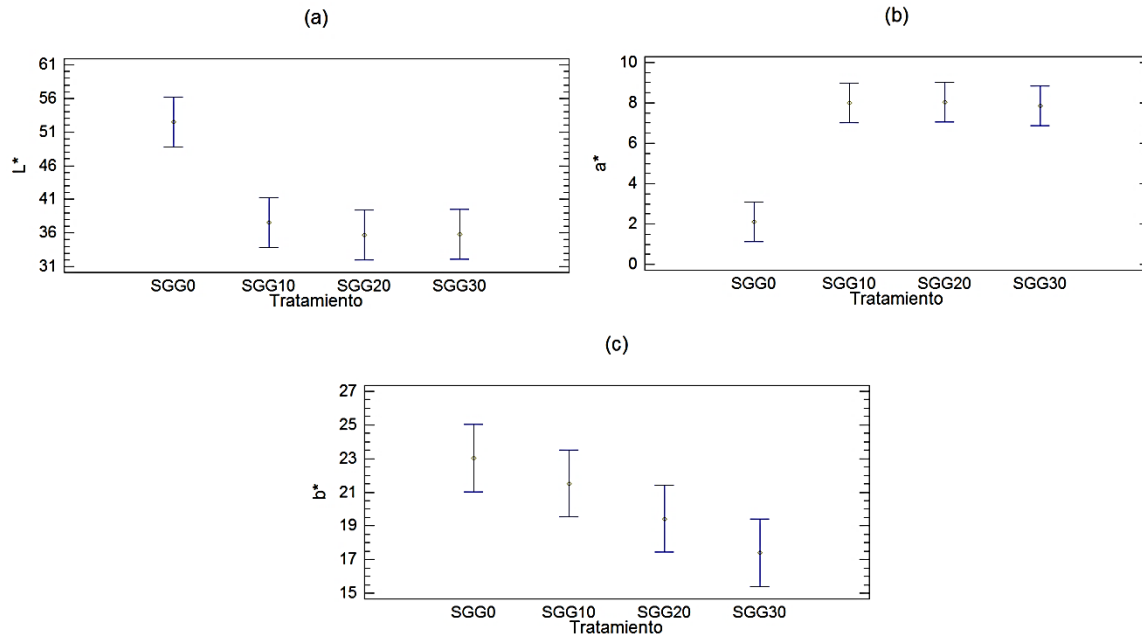 (a)
61
56
51
46
41
36
31
L*
SGG0 SGG10 SGG20 SGG30
Tratamiento
(b)
10
8
6
4
2
0
a*
SGG0 SGG10 SGG20 SGG30
Tratamiento
(c)
27
25
23
21
19
17
15
b*
SGG0 SGG10 SGG20 SGG30
Tratamiento